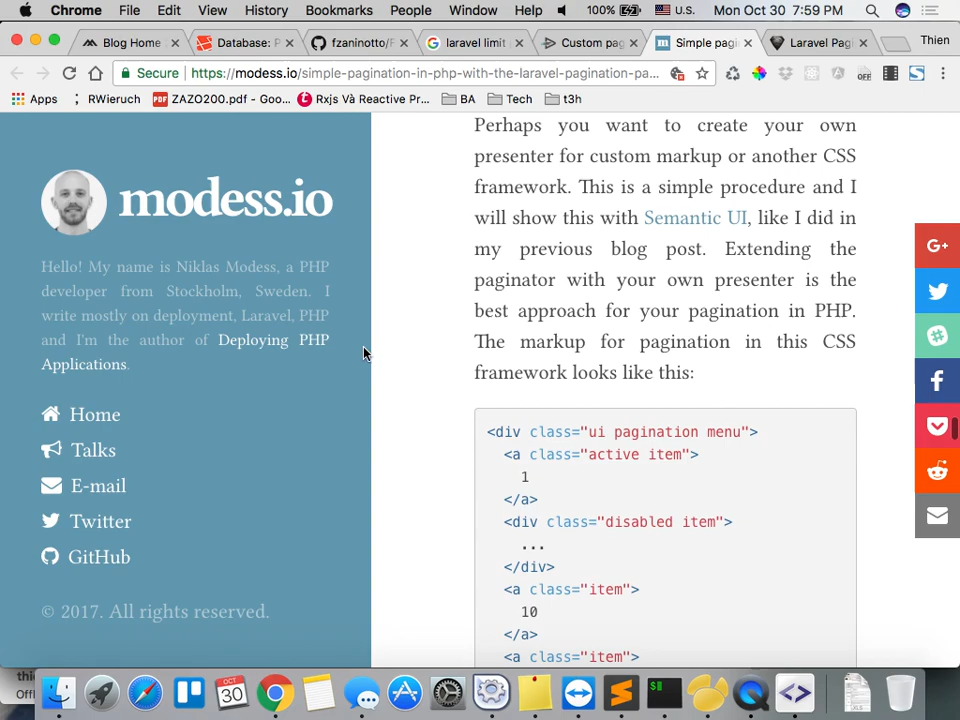 Chrome File Edit View History Bookmarks People Window Help 100% U.S. Mon Oct 30 7:59 PM
Blog Home Database: P fzaninotto/F laravel limit Custom pag Simple pagi Laravel Pag Thien
Secure https://modess.io/simple-pagination-in-php-with-the-laravel-pagination-pa...
Apps RWieruch ZAZO200.pdf - Goo... Rxjs Và Reactive Pr... BA Tech t3h
modess.io
Hello! My name is Niklas Modess, a PHP
developer from Stockholm, Sweden. I
write mostly on deployment, Laravel, PHP
and I'm the author of Deploying PHP
Applications.
Home
Talks
E-mail
Twitter
GitHub
© 2017. All rights reserved.
Perhaps you want to create your own
presenter for custom markup or another CSS
framework. This is a simple procedure and I
will show this with Semantic UI, like I did in
my previous blog post. Extending the
paginator with your own presenter is the
best approach for your pagination in PHP.
The markup for pagination in this CSS
framework looks like this:
<div class="ui pagination menu">
<a class="active item">
1
</a>
<div class="disabled item">
...
</div>
<a class="item">
10
</a>
<a class="item">
G+
OCT
30